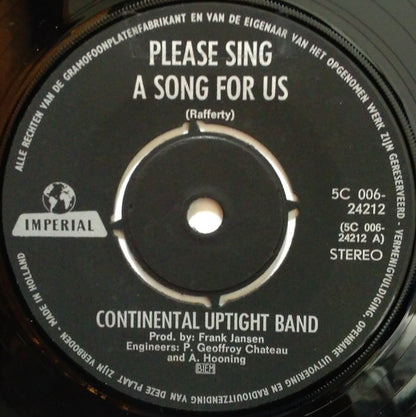 ALLE RECHTEN VAN DE GRAMOFOONPLATENFABRIKANT EN VAN DE EIGENAAR VAN HET OPGENOMEN WERK ZIJN GERESERVEERD - VERMENIGVULDIGING, OPENBARE UITVOERING EN RADIOUITZENDING VAN DEZE PLAAT ZIJN VERBODEN - MADE IN HOLLAND
PLEASE SING
A SONG FOR US
(Rafferty)
IMPERIAL
5C 006-
24212
(5C 006-
24212 A)
STEREO
CONTINENTAL UPTIGHT BAND
Prod. by: Frank Jansen
Engineers: P. Geoffroy Chateau
and A. Hooning
BIEM